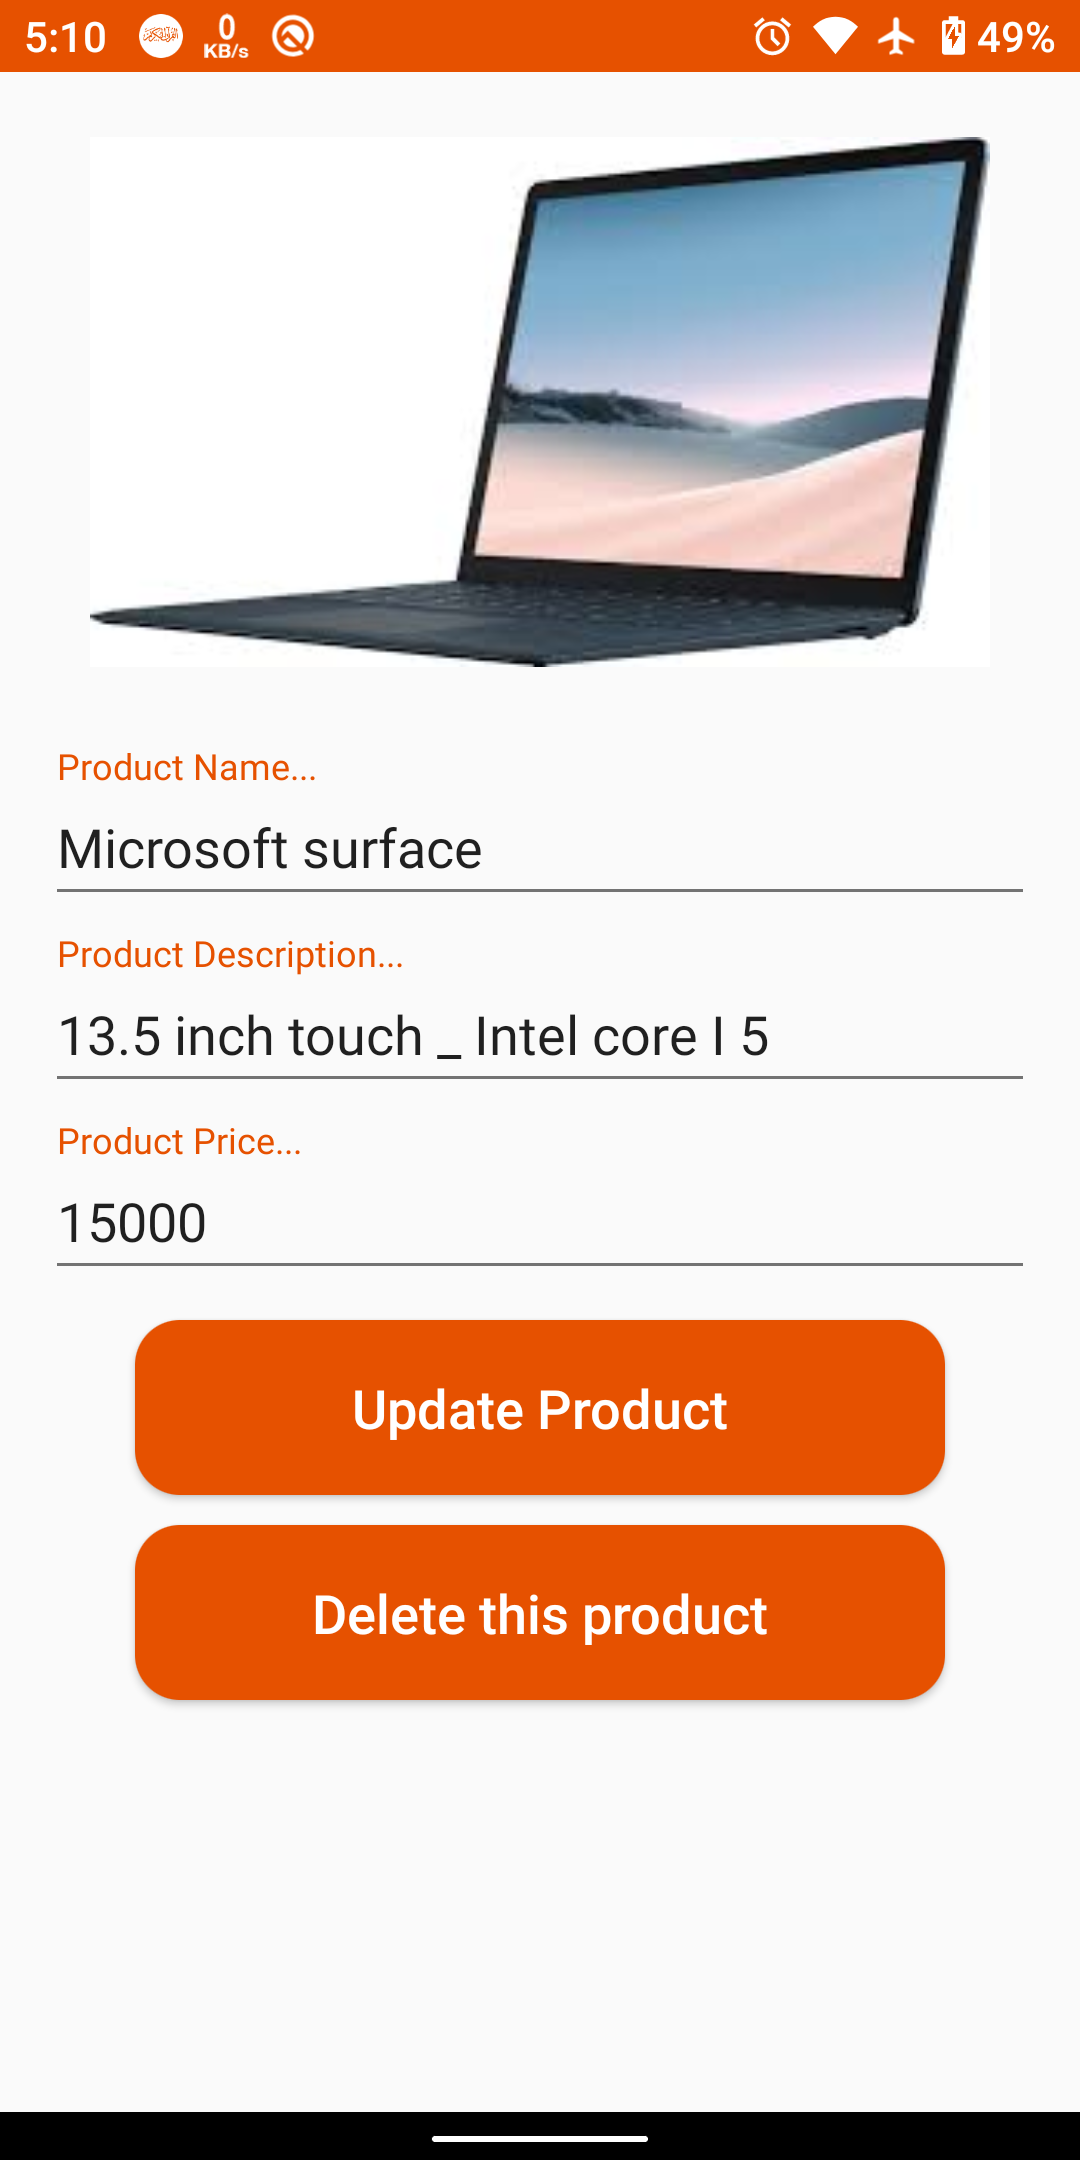 5:10
0
KB/s
49%
Product Name...
Microsoft surface
Product Description...
13.5 inch touch _ Intel core I 5
Product Price...
15000
Update Product
Delete this product